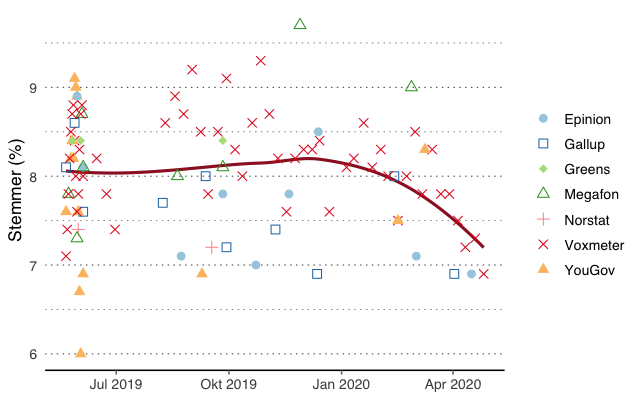 Stemmer (%)
9
8
7
6
Jul 2019
Okt 2019
Jan 2020
Apr 2020
Epinion
Gallup
Greens
Megafon
Norstat
Voxmeter
YouGov